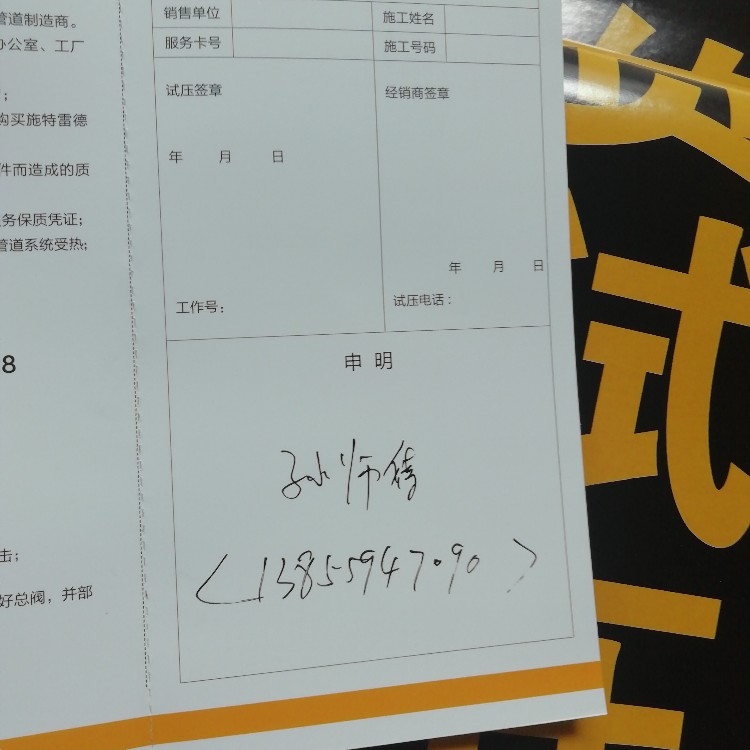 管道制造商。
办公室、工厂
；
购买施特雷德
件而造成的质
务保质凭证；
管道系统受热；
8
击；
好总阀，并部
销售单位
施工姓名
服务卡号
施工号码
试压签章
年 月 日
工作号：
经销商签章
年 月 日
试压电话：
申明
孙师傅
（13855947090）
式